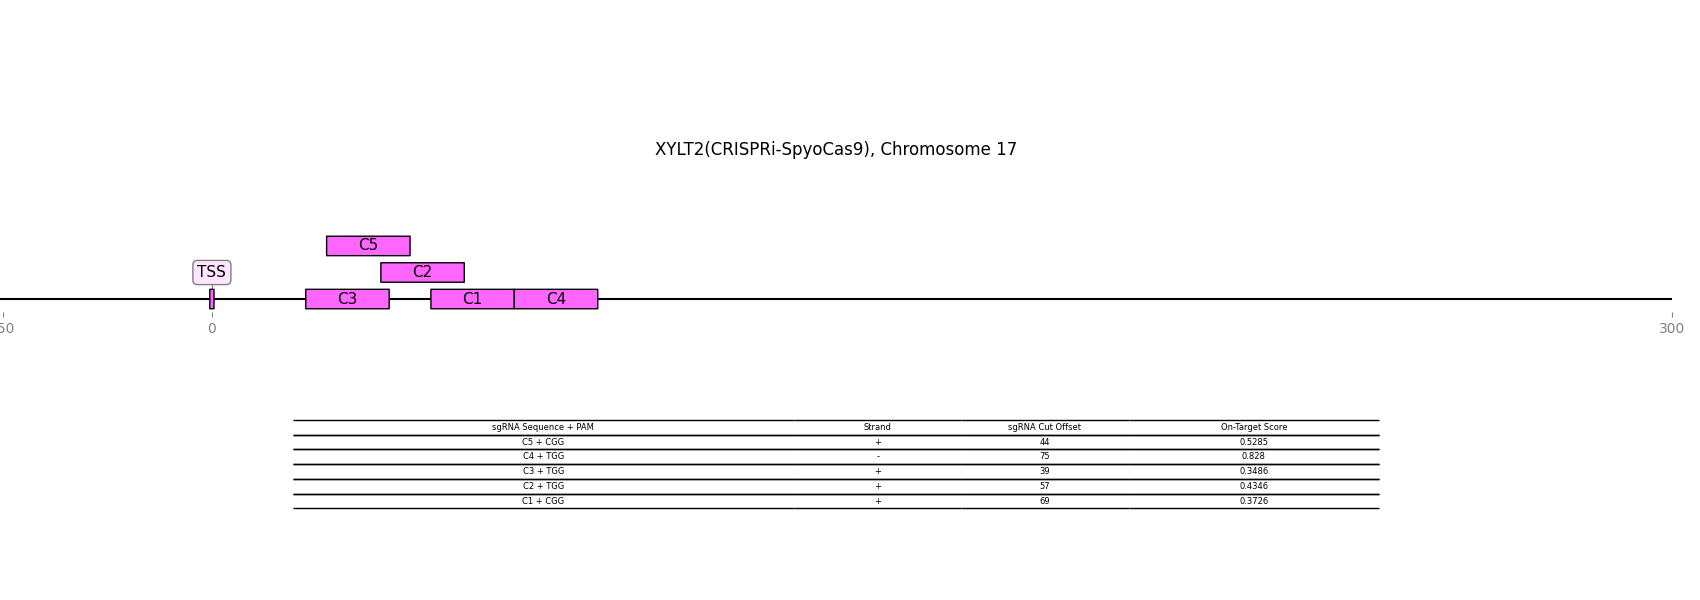 XYLT2(CRISPRi-SpyoCas9), Chromosome 17
C5
TSS C2
C3 C1 C4
50 0 300
sgRNA Sequence + PAM Strand sgRNA Cut Offset On-Target Score
C5 + CGG + 44 0.5285
C4 + TGG - 75 0.828
C3 + TGG + 39 0.3486
C2 + TGG + 57 0.4346
C1 + CGG + 69 0.3726